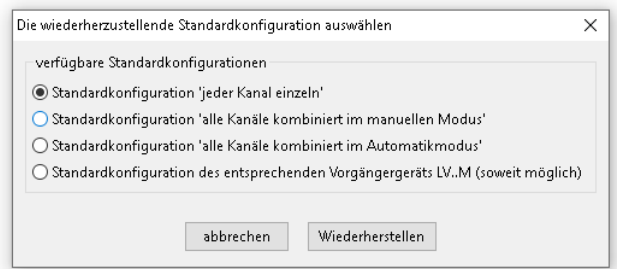 Die wiederherzustellende Standardkonfiguration auswählen
verfügbare Standardkonfigurationen
Standardkonfiguration 'jeder Kanal einzeln'
Standardkonfiguration 'alle Kanäle kombiniert im manuellen Modus'
Standardkonfiguration 'alle Kanäle kombiniert im Automatikmodus'
Standardkonfiguration des entsprechenden Vorgängergeräts LV..M (soweit möglich)
abbrechen Wiederherstellen